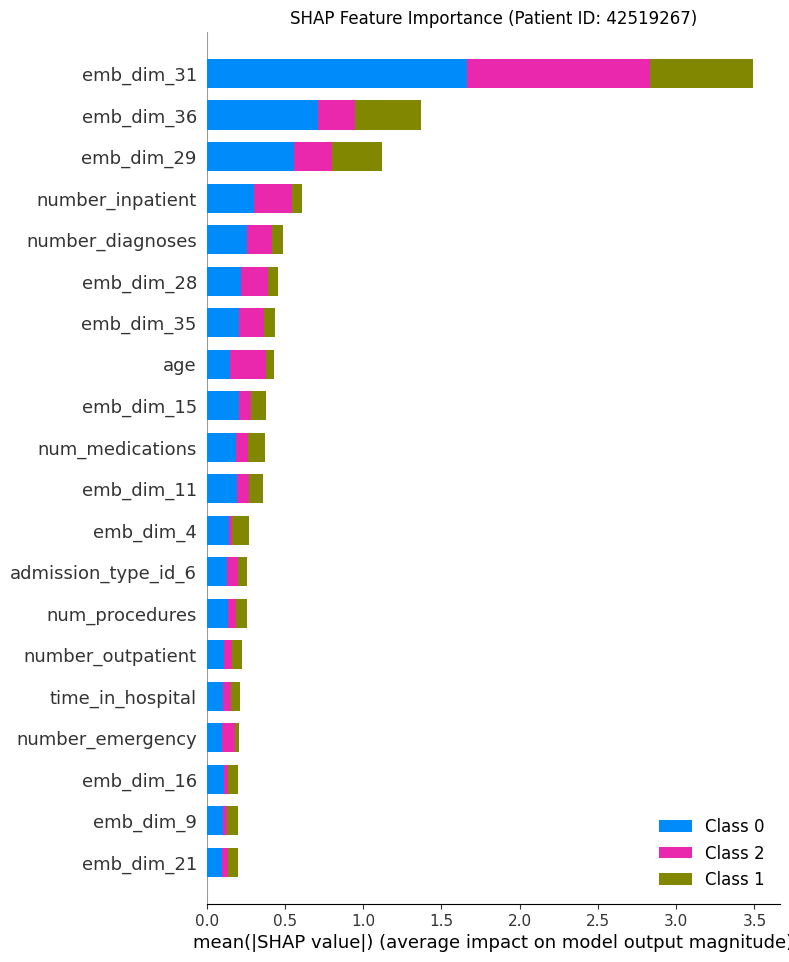 SHAP Feature Importance (Patient ID: 42519267)
emb_dim_31
emb_dim_36
emb_dim_29
number_inpatient
number_diagnoses
emb_dim_28
emb_dim_35
age
emb_dim_15
num_medications
emb_dim_11
emb_dim_4
admission_type_id_6
num_procedures
number_outpatient
time_in_hospital
number_emergency
emb_dim_16
emb_dim_9
emb_dim_21
Class 0
Class 2
Class 1
0.0 0.5 1.0 1.5 2.0 2.5 3.0 3.5
mean(|SHAP value|) (average impact on model output magnitude)